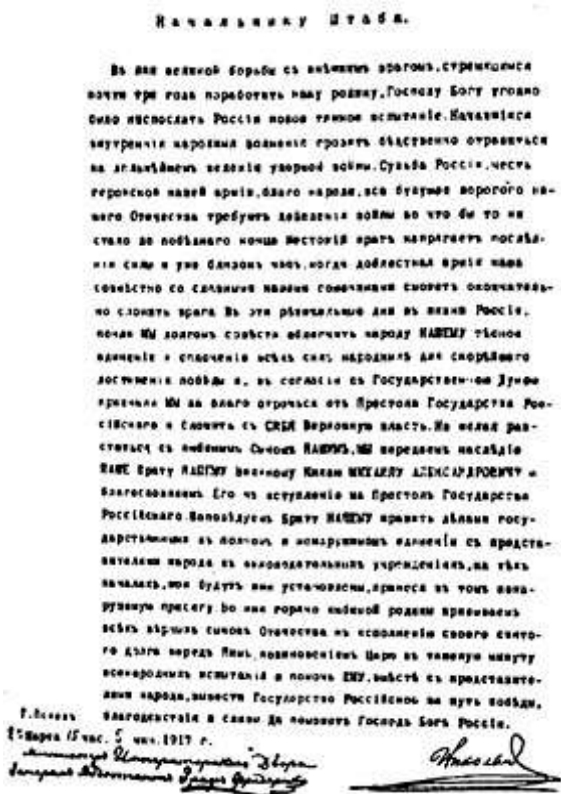 Начальнику Штаба.
Въ дни великой борьбы съ внѣшнимъ врагомъ, стремящимся
почти три года поработить нашу родину, Господу Богу угодно
было ниспослать Россіи новое тяжкое испытаніе. Начавшіяся
внутреннія народныя волненія грозятъ бѣдственно отразиться
на дальнѣйшемъ веденіи упорной войны. Судьба Россіи, честь
геройской нашей арміи, благо народа, все будущее дорогого на-
шего Отечества требуютъ доведенія войны во что бы то ни
стало до побѣднаго конца. Жестокій врагъ напрягаетъ послѣд-
нія силы и уже близокъ часъ, когда доблестная армія наша
совмѣстно со славными нашими союзниками сможетъ окончатель-
но сломить врага. Въ эти рѣшительные дни въ жизни Россіи,
почли МЫ долгомъ совѣсти облегчить народу НАШЕМУ тѣсное
единеніе и сплоченіе всѣхъ силъ народныхъ для скорѣйшаго
достиженія побѣды и, въ согласіи съ Государственною Думою
признали МЫ за благо отречься отъ Престола Государства Рос-
сійскаго и сложить съ СЕБЯ Верховную власть. Не желая раз-
статься съ любимымъ Сыномъ НАШИМЪ, МЫ передаемъ наслѣдіе
НАШЕ Брату НАШЕМУ Великому Князю МИХАИЛУ АЛЕКСАНДРОВИЧУ и
благословляемъ Его на вступленіе на Престолъ Государства
Россійскаго. Заповѣдуемъ Брату НАШЕМУ править дѣлами госу-
дарственными въ полномъ и ненарушимомъ единеніи съ предста-
вителями народа въ законодательныхъ учрежденіяхъ, на тѣхъ
началахъ, кои будутъ ими установлены, принеся въ томъ нена-
рушимую присягу. Во имя горячо любимой родины призываемъ
всѣхъ вѣрныхъ сыновъ Отечества къ исполненію своего свято-
го долга передъ Нимъ, повиновеніемъ Царю въ тяжелую минуту
всенародныхъ испытаній и помочь ЕМУ, вмѣстѣ съ представите-
лями народа, вывести Государство Россійское на путь побѣды,
благоденствія и славы. Да поможетъ Господь Богъ Россіи.
Г. Псковъ
2 Марта 15 час. 5 мин. 1917 г.
Николай
Министръ Императорскаго Двора
Генералъ Адъютантъ Графъ Фредериксъ